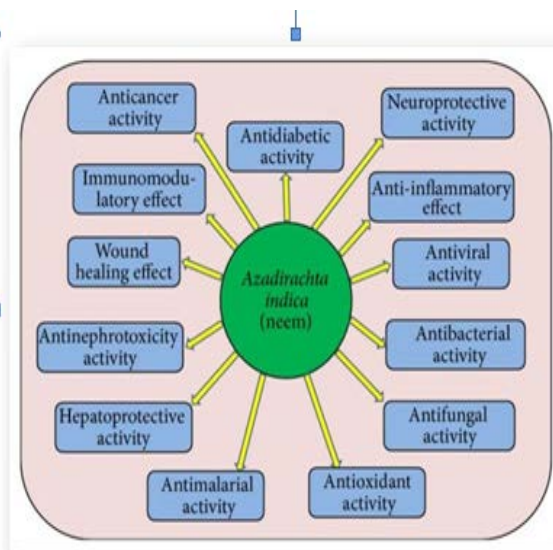 Anticancer
activity
Antidiabetic
activity
Neuroprotective
activity
Immunomodu-
latory effect
Anti-inflammatory
effect
Wound
healing effect
Azadirachta
indica
(neem)
Antiviral
activity
Antinephrotoxicity
activity
Antibacterial
activity
Hepatoprotective
activity
Antifungal
activity
Antimalarial
activity
Antioxidant
activity